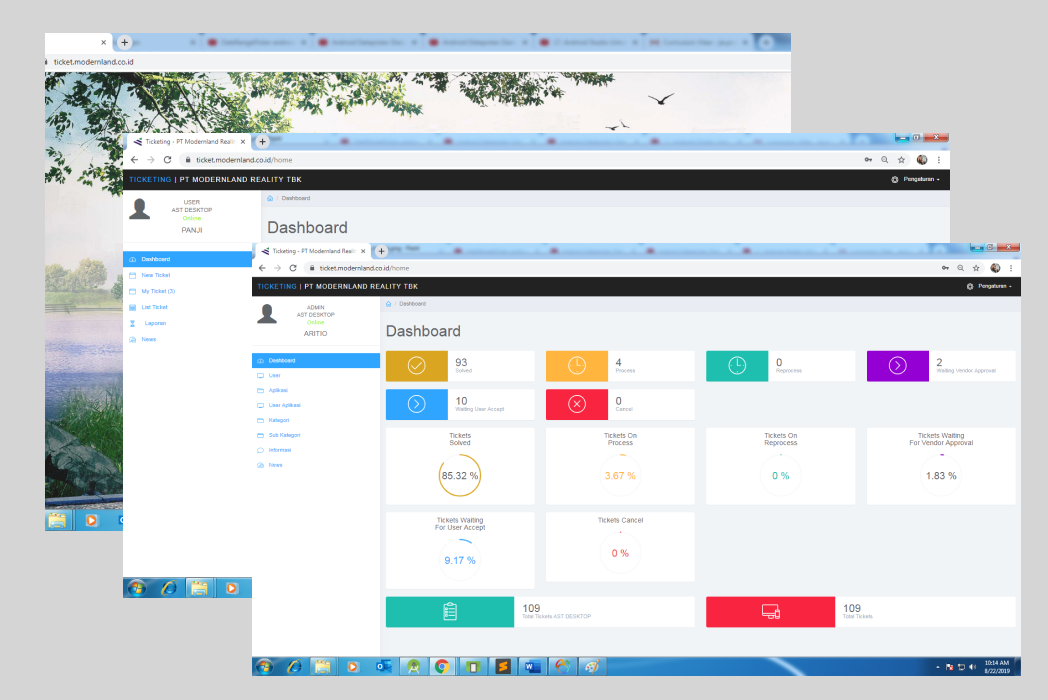 ticket.modernland.co.id
Ticketing - PT Modernland Reali
ticket.modernland.co.id/home
TICKETING | PT MODERNLAND REALITY TBK
Pengaturan
USER
AST DESKTOP
Online
PANJI
Dashboard
Dashboard
Dashboard
New Ticket
My Ticket (3)
List Ticket
Laporan
News
Ticketing - PT Modernland Reali
ticket.modernland.co.id/home
TICKETING | PT MODERNLAND REALITY TBK
Pengaturan
ADMIN
AST DESKTOP
Online
ARITIO
Dashboard
User
Aplikasi
User Aplikasi
Kategori
Sub Kategori
Informasi
News
/ Dashboard
Dashboard
93
Solved
4
Process
0
Reprocess
2
Waiting Vendor Approval
10
Waiting User Accept
0
Cancel
Tickets
Solved
85.32 %
Tickets On
Process
3.67 %
Tickets On
Reprocess
0 %
Tickets Waiting
For Vendor Approval
1.83 %
Tickets Waiting
For User Accept
9.17 %
Tickets Cancel
0 %
109
Total Tickets AST DESKTOP
109
Total Tickets
10:14 AM
8/22/2019